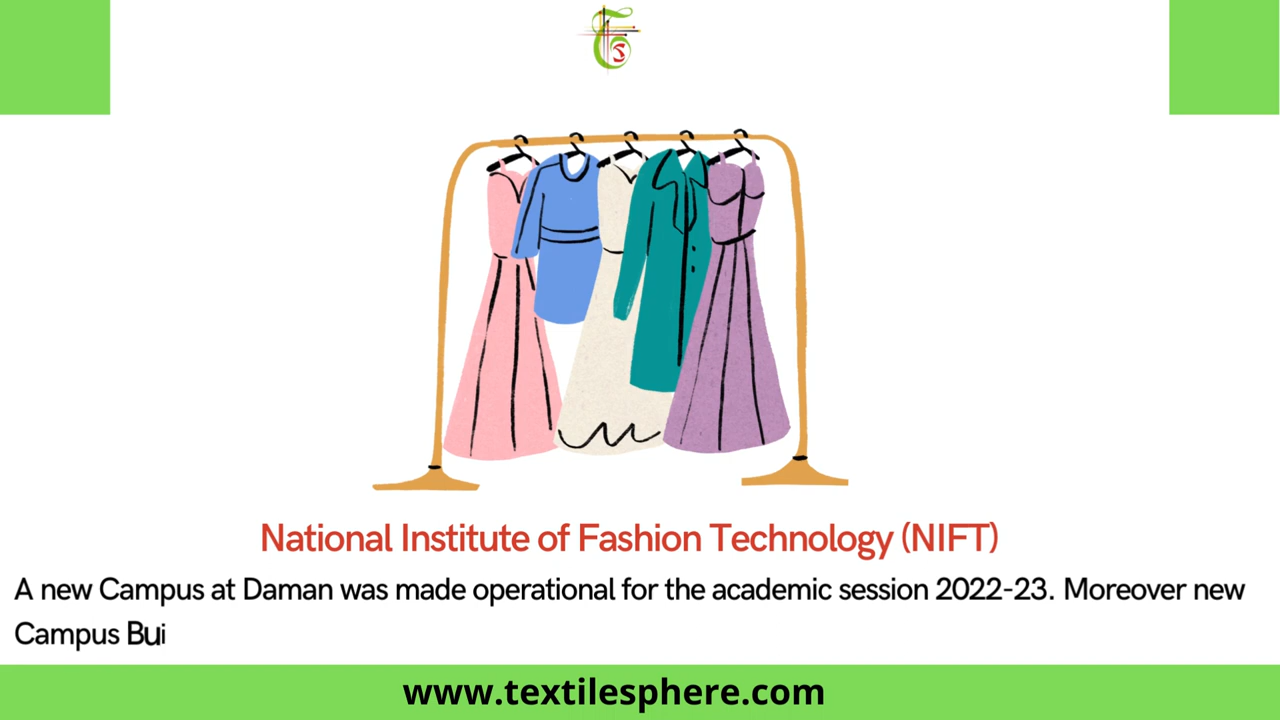 National Institute of Fashion Technology (NIFT)
A new Campus at Daman was made operational for the academic session 2022-23. Moreover new
Campus Bui
www.textilesphere.com